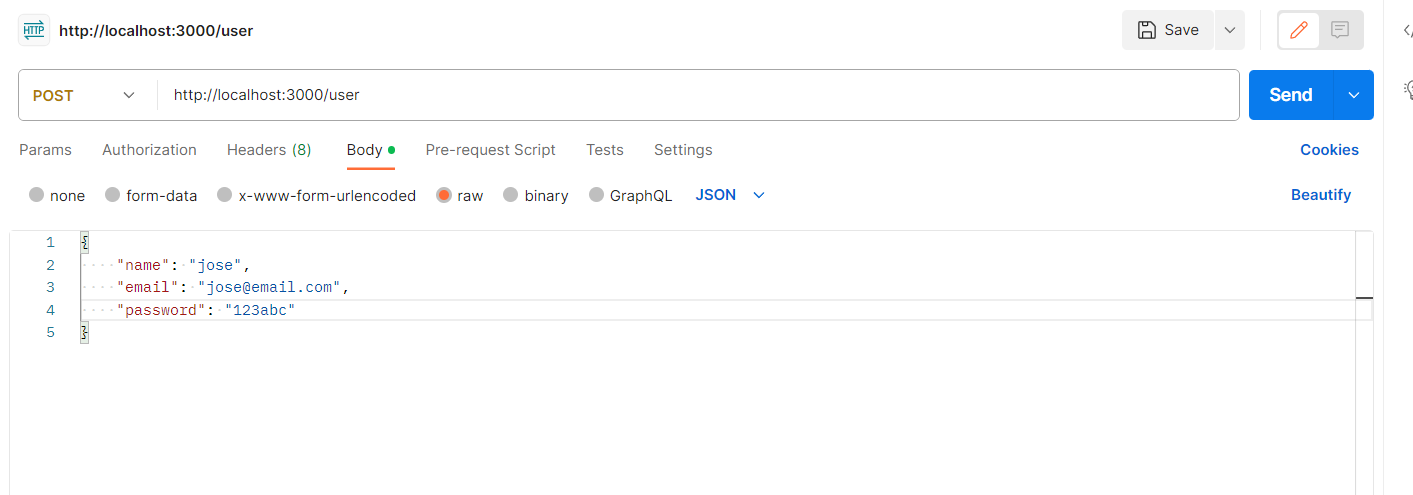 HTTP http://localhost:3000/user Save
POST http://localhost:3000/user Send
Params Authorization Headers (8) Body Pre-request Script Tests Settings Cookies
none form-data x-www-form-urlencoded raw binary GraphQL JSON Beautify
1 {
2 "name": "jose",
3 "email": "jose@email.com",
4 "password": "123abc"
5 }